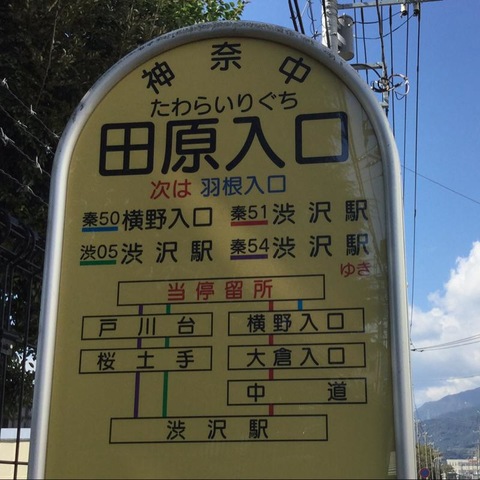 神奈中
たわらいりぐち
田原入口
次は 羽根入口
秦50 横野入口 秦51 渋沢駅
渋05 渋沢駅 秦54 渋沢駅
ゆき
当停留所
戸川台 横野入口
桜土手 大倉入口
中道
渋沢駅